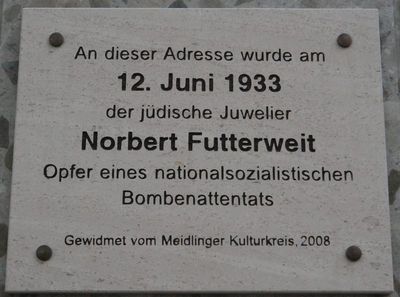 An dieser Adresse wurde am
12. Juni 1933
der jüdische Juwelier
Norbert Futterweit
Opfer eines nationalsozialistischen
Bombenattentats
Gewidmet vom Meidlinger Kulturkreis, 2008